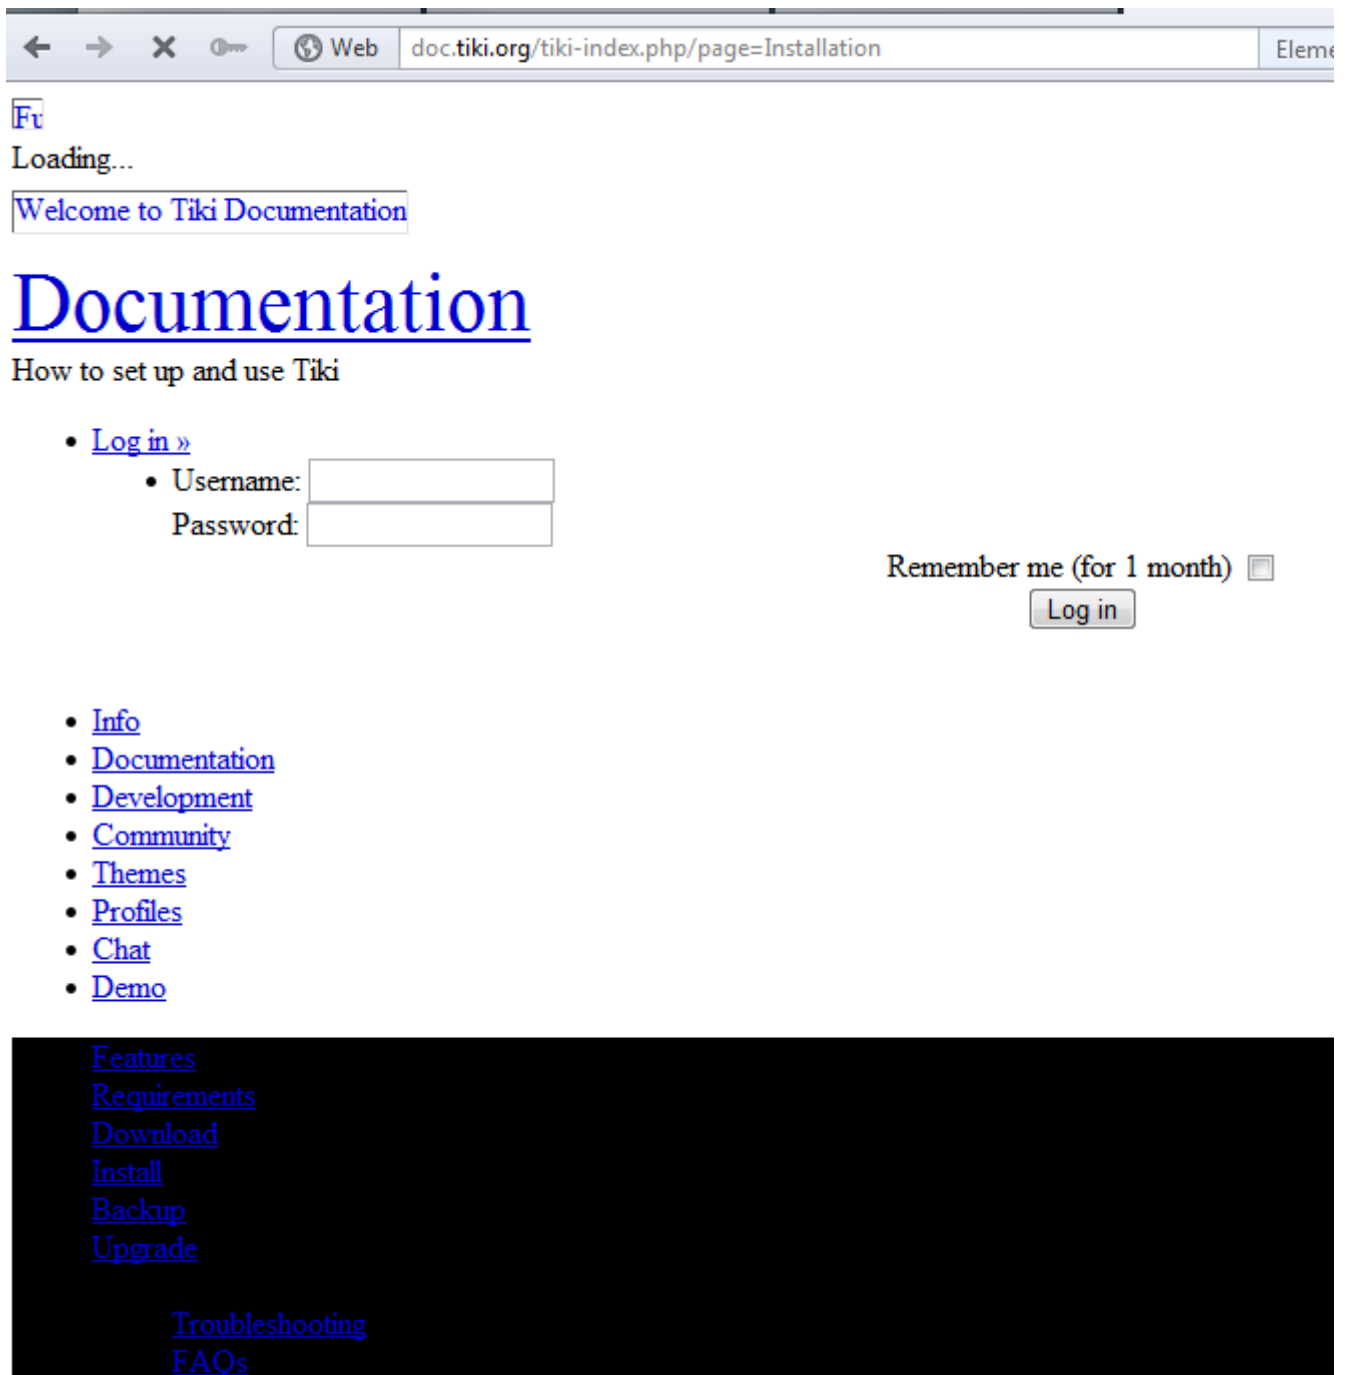 Web doc.tiki.org/tiki-index.php/page=Installation
Fu
Loading...
Welcome to Tiki Documentation
Documentation
How to set up and use Tiki
Log in »
Username:
Password:
Remember me (for 1 month)
Log in
Info
Documentation
Development
Community
Themes
Profiles
Chat
Demo
Features
Requirements
Download
Install
Backup
Upgrade
Troubleshooting
FAQs